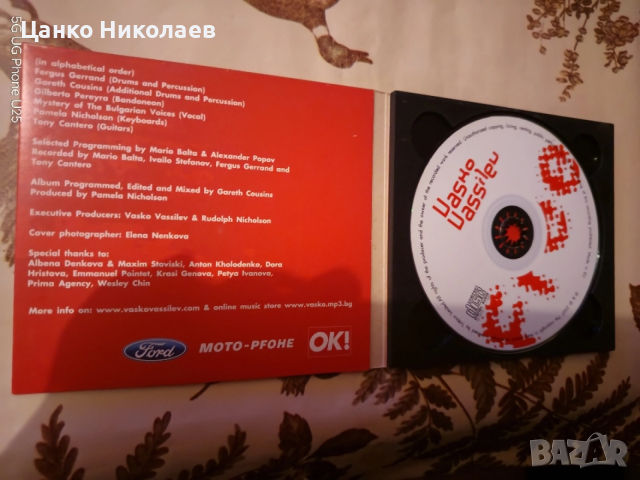 Цанко Николаев
5G UG Phone U25
(in alphabetical order)
Fergus Gerrand (Drums and Percussion)
Gareth Cousins (Additional Drums and Percussion)
Gilberto Pereyra (Bandoneon)
Mystery of The Bulgarian Voices (Vocal)
Pamela Nicholson (Keyboards)
Tony Cantero (Guitars)
Selected Programming by Mario Balta & Alexander Popov
Recorded by Mario Balta, Ivailo Stefanov, Fergus Gerrand and
Tony Cantero
Album Programmed, Edited and Mixed by Gareth Cousins
Produced by Pamela Nicholson
Executive Producers: Vasko Vassilev & Rudolph Nicholson
Cover photographer: Elena Nenkova
Special thanks to:
Albena Denkova & Maxim Staviski, Anton Kholodenko, Dora
Hristova, Emmanuel Pointet, Krasi Genova, Petya Ivanova,
Prima Agency, Wesley Chin
More info on: www.vaskovassilev.com & online music store www.vasko.mp3.bg
Ford
MOTO-PFOHE
OK!
Vasko
Vassilev
BAZAR